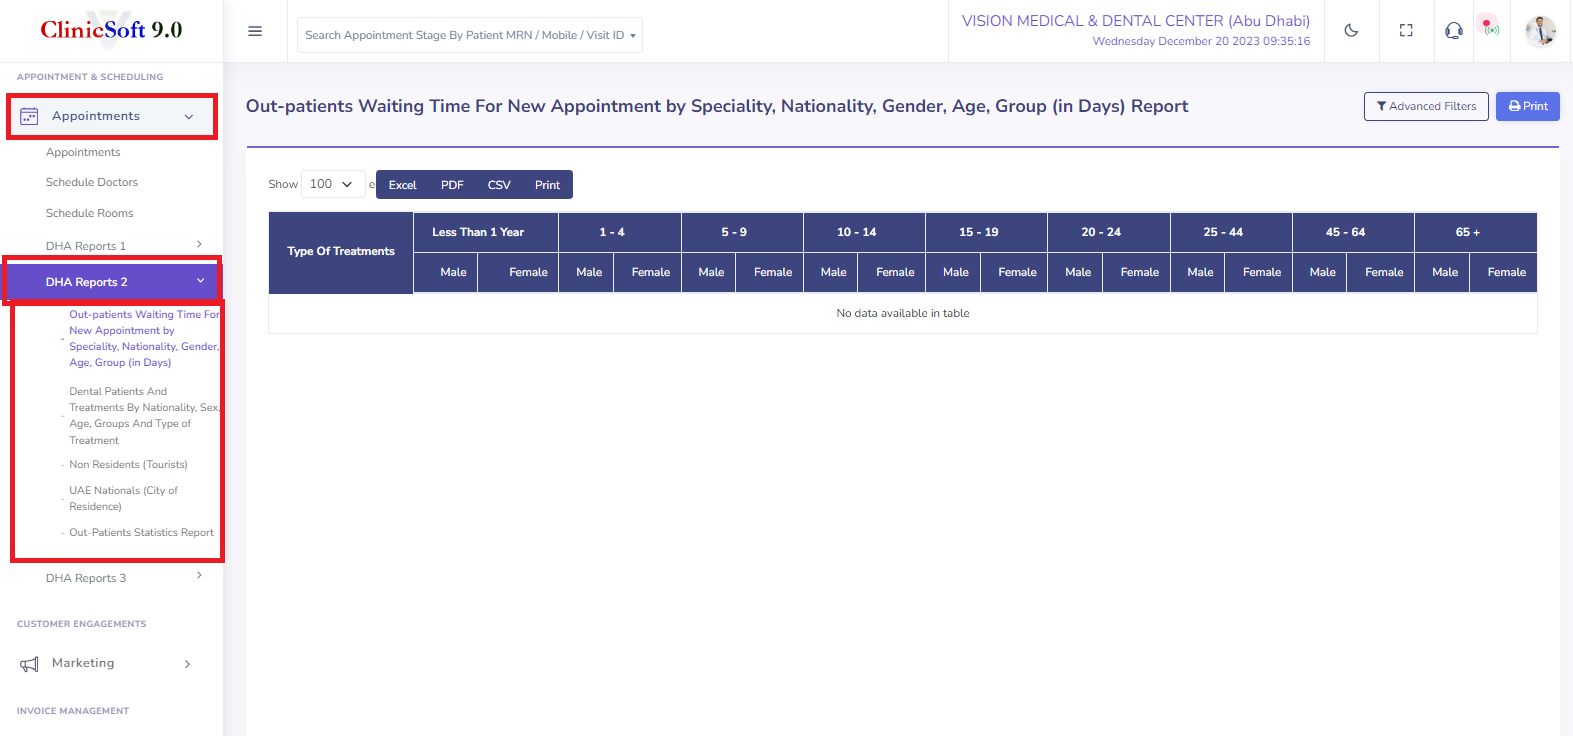 ClinicSoft 9.0
Search Appointment Stage By Patient MRN / Mobile / Visit ID
VISION MEDICAL & DENTAL CENTER (Abu Dhabi)
Wednesday December 20 2023 09:35:16
APPOINTMENT & SCHEDULING
Appointments
Appointments
Schedule Doctors
Schedule Rooms
DHA Reports 1
DHA Reports 2
Out-patients Waiting Time For
New Appointment by
Speciality, Nationality, Gender,
Age, Group (in Days)
Dental Patients And
Treatments By Nationality, Sex,
Age, Groups And Type of
Treatment
Non Residents (Tourists)
UAE Nationals (City of
Residence)
Out-Patients Statistics Report
DHA Reports 3
CUSTOMER ENGAGEMENTS
Marketing
INVOICE MANAGEMENT
Out-patients Waiting Time For New Appointment by Speciality, Nationality, Gender, Age, Group (in Days) Report
Advanced Filters
Print
Show 100 e
Excel PDF CSV Print
Type Of Treatments
Less Than 1 Year 1 - 4 5 - 9 10 - 14 15 - 19 20 - 24 25 - 44 45 - 64 65 +
Male Female Male Female Male Female Male Female Male Female Male Female Male Female Male Female Male Female
No data available in table